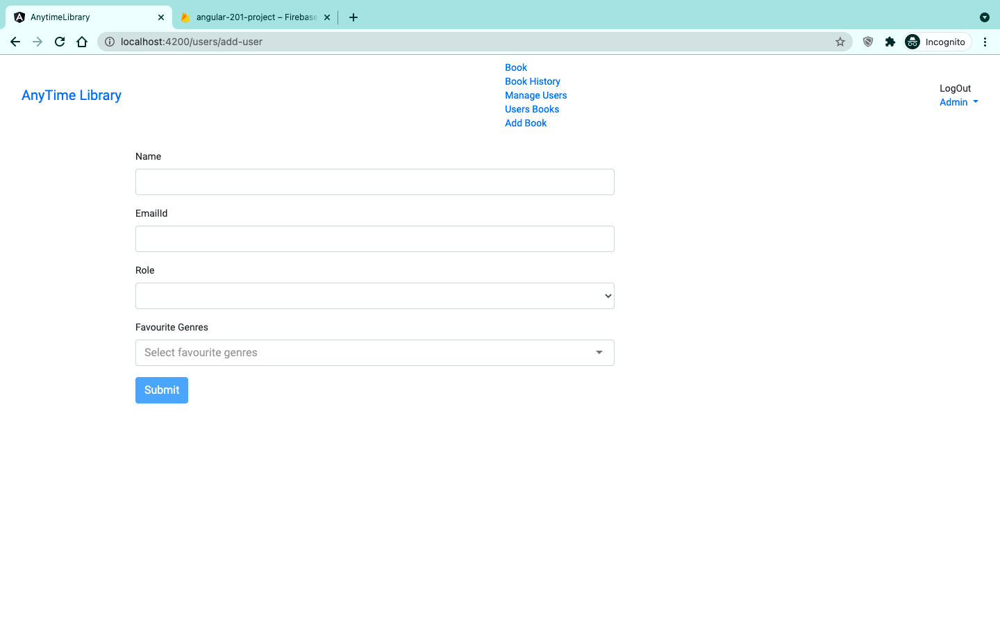 AnytimeLibrary
angular-201-project – Firebase
localhost:4200/users/add-user
Incognito
AnyTime Library
Book
Book History
Manage Users
Users Books
Add Book
LogOut
Admin
Name
EmailId
Role
Favourite Genres
Select favourite genres
Submit